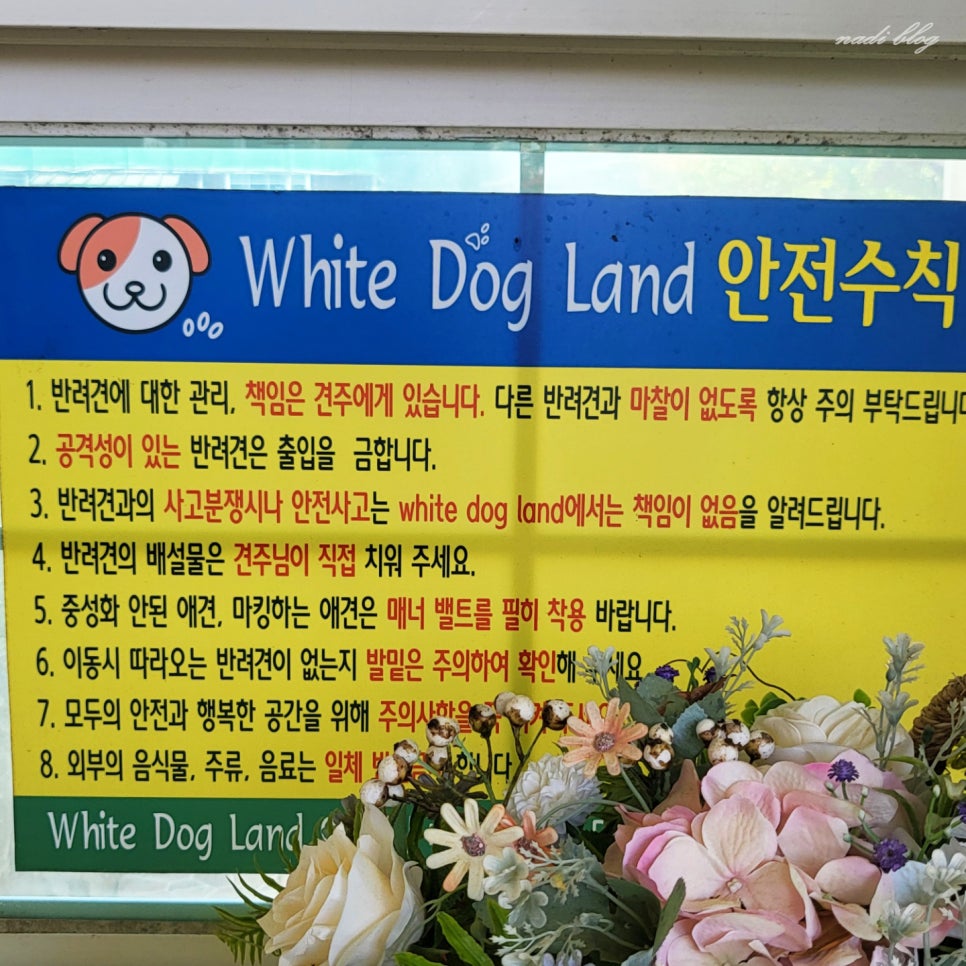 nadi blog
White Dog Land 안전수칙
1. 반려견에 대한 관리, 책임은 견주에게 있습니다. 다른 반려견과 마찰이 없도록 항상 주의 부탁드립니다
2. 공격성이 있는 반려견은 출입을 금합니다.
3. 반려견과의 사고분쟁시나 안전사고는 white dog land에서는 책임이 없음을 알려드립니다.
4. 반려견의 배설물은 견주님이 직접 치워 주세요.
5. 중성화 안된 애견, 마킹하는 애견은 매너 밸트를 필히 착용 바랍니다.
6. 이동시 따라오는 반려견이 없는지 발밑은 주의하여 확인해
7. 모두의 안전과 행복한 공간을 위해 주의사항을
8. 외부의 음식물, 주류, 음료는 일체
White Dog Land